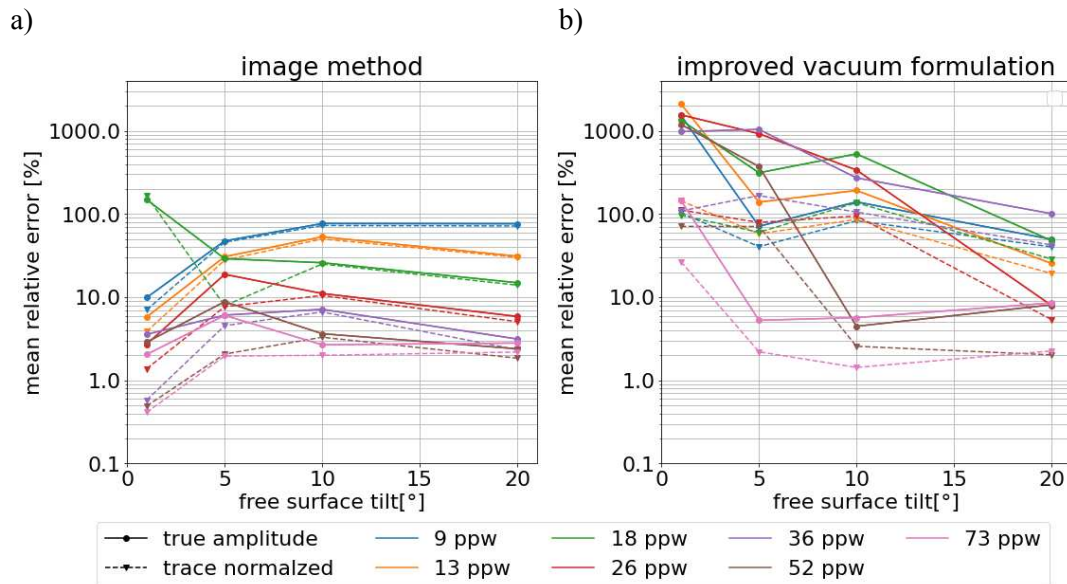 a)
b)
image method
improved vacuum formulation
mean relative error [%]
1000.0
100.0
10.0
1.0
0.1
0
5
10
15
20
free surface tilt[°]
mean relative error [%]
1000.0
100.0
10.0
1.0
0.1
0
5
10
15
20
free surface tilt[°]
true amplitude
9 ppw
18 ppw
36 ppw
73 ppw
trace normalzed
13 ppw
26 ppw
52 ppw